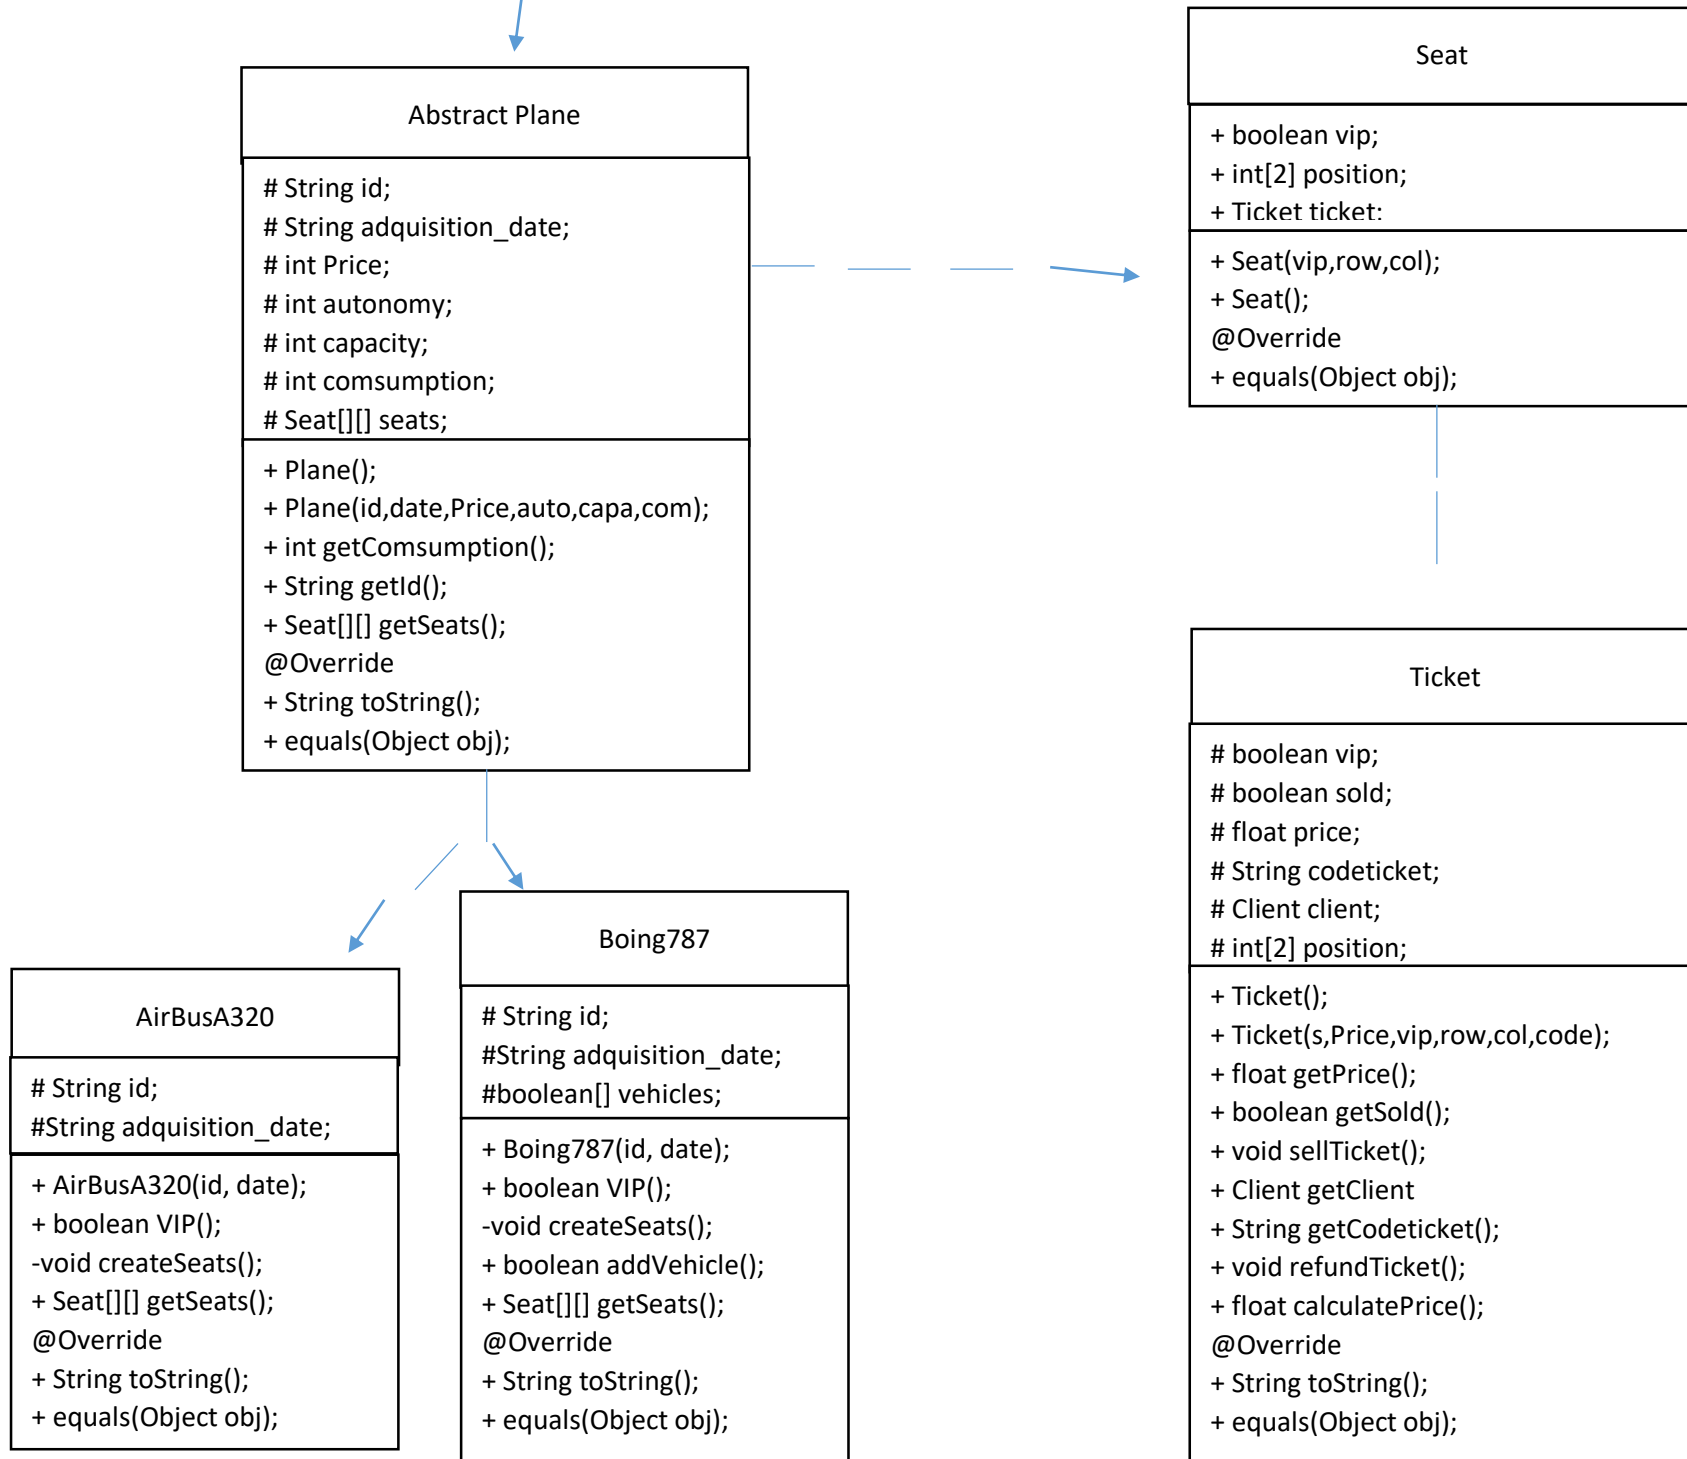 Abstract Plane
# String id;
# String adquisition_date;
# int Price;
# int autonomy;
# int capacity;
# int comsumption;
# Seat[][] seats;
+ Plane();
+ Plane(id,date,Price,auto,capa,com);
+ int getComsumption();
+ String getId();
+ Seat[][] getSeats();
@Override
+ String toString();
+ equals(Object obj);
Seat
+ boolean vip;
+ int[2] position;
+ Ticket ticket;
+ Seat(vip,row,col);
+ Seat();
@Override
+ equals(Object obj);
AirBusA320
# String id;
#String adquisition_date;
+ AirBusA320(id, date);
+ boolean VIP();
-void createSeats();
+ Seat[][] getSeats();
@Override
+ String toString();
+ equals(Object obj);
Boing787
# String id;
#String adquisition_date;
#boolean[] vehicles;
+ Boing787(id, date);
+ boolean VIP();
-void createSeats();
+ boolean addVehicle();
+ Seat[][] getSeats();
@Override
+ String toString();
+ equals(Object obj);
Ticket
# boolean vip;
# boolean sold;
# float price;
# String codeticket;
# Client client;
# int[2] position;
+ Ticket();
+ Ticket(s,Price,vip,row,col,code);
+ float getPrice();
+ boolean getSold();
+ void sellTicket();
+ Client getClient
+ String getCodeticket();
+ void refundTicket();
+ float calculatePrice();
@Override
+ String toString();
+ equals(Object obj);